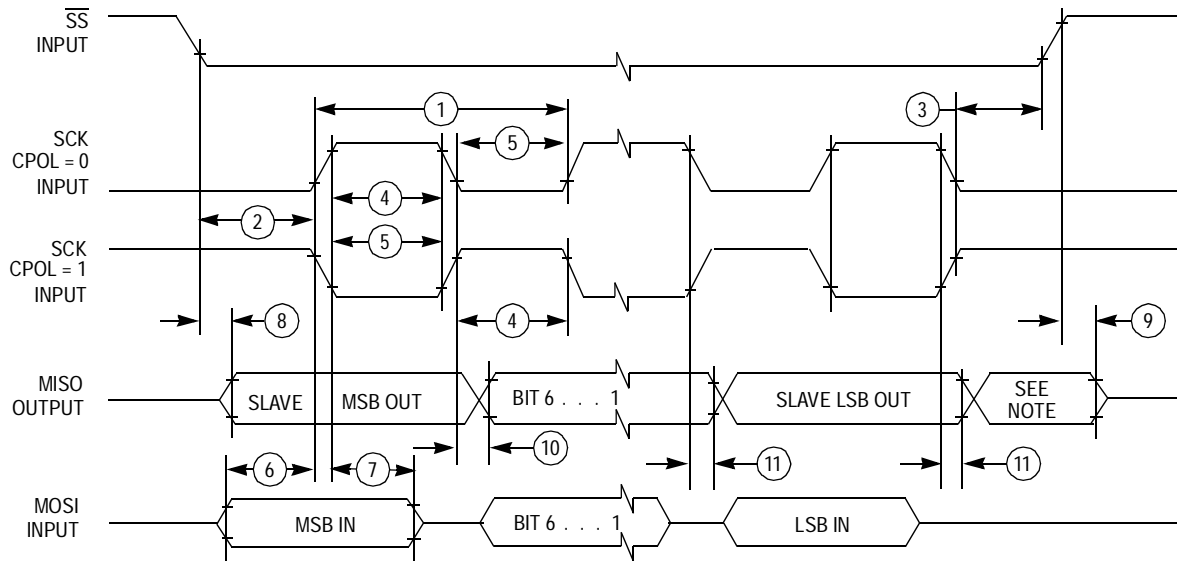 SS
INPUT
1
3
SCK
CPOL = 0
INPUT
5
4
2
SCK
CPOL = 1
INPUT
5
4
8
9
MISO
OUTPUT
SLAVE MSB OUT
BIT 6 . . . 1
SLAVE LSB OUT
SEE
NOTE
10
11
11
6
7
MOSI
INPUT
MSB IN
BIT 6 . . . 1
LSB IN